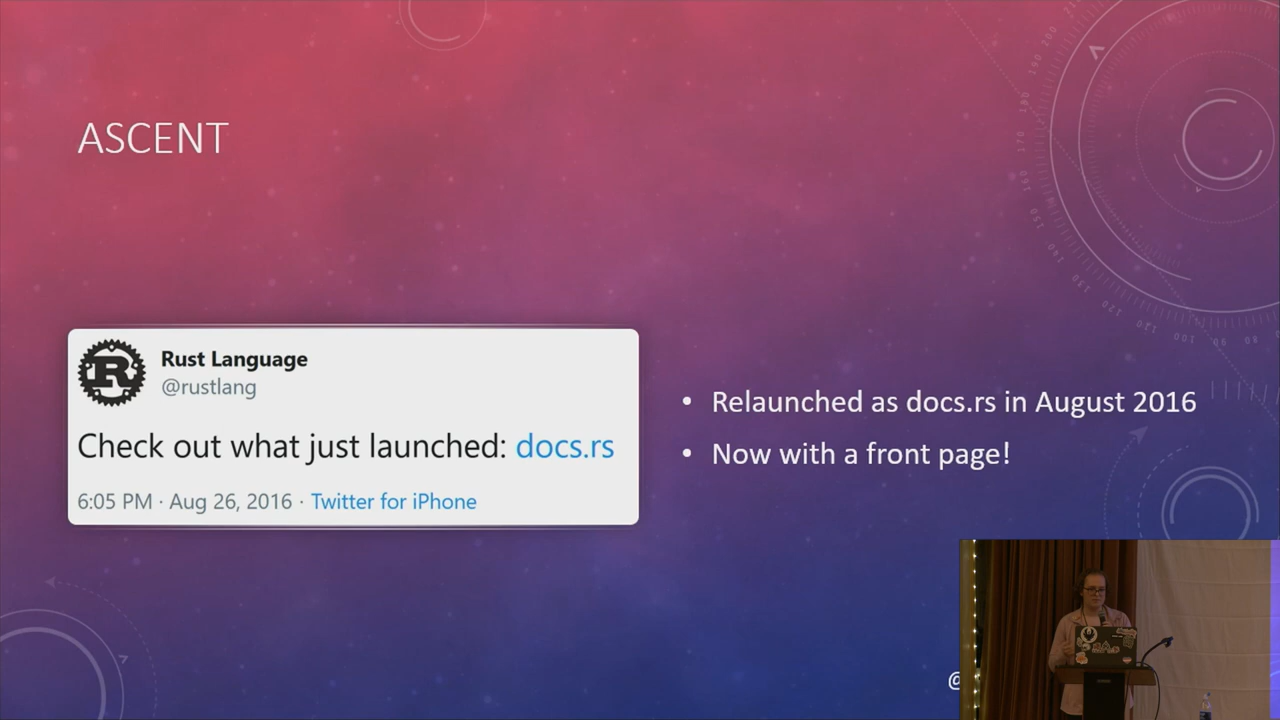 ASCENT
Rust Language
@rustlang
Check out what just launched: docs.rs
6:05 PM · Aug 26, 2016 · Twitter for iPhone
• Relaunched as docs.rs in August 2016
• Now with a front page!
@